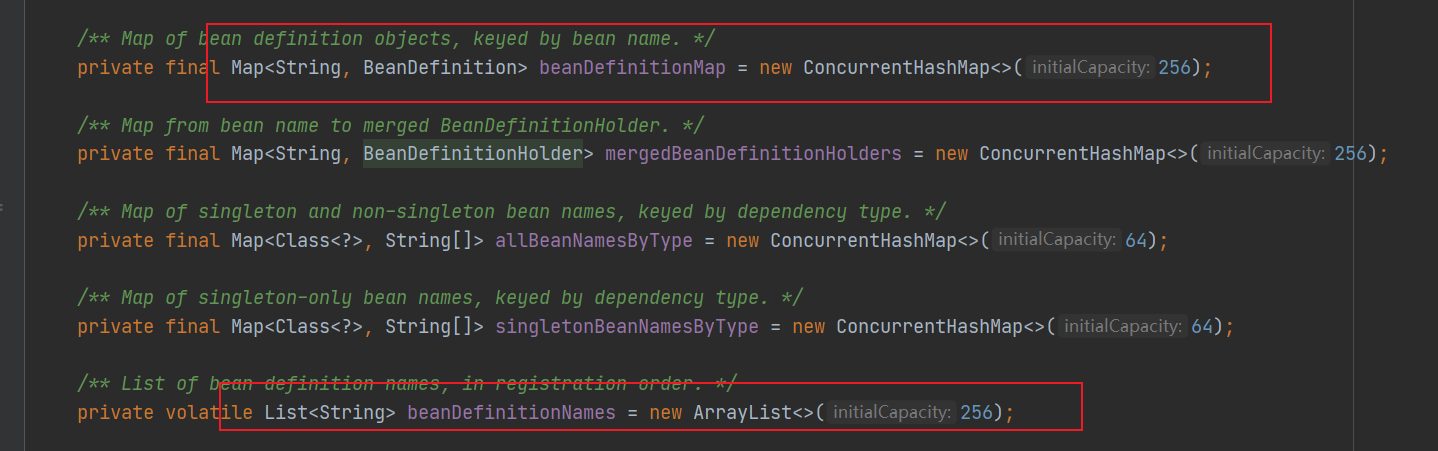 /** Map of bean definition objects, keyed by bean name. */
private final Map<String, BeanDefinition> beanDefinitionMap = new ConcurrentHashMap<>( initialCapacity: 256);
/** Map from bean name to merged BeanDefinitionHolder. */
private final Map<String, BeanDefinitionHolder> mergedBeanDefinitionHolders = new ConcurrentHashMap<>( initialCapacity: 256);
/** Map of singleton and non-singleton bean names, keyed by dependency type. */
private final Map<Class<?>, String[]> allBeanNamesByType = new ConcurrentHashMap<>( initialCapacity: 64);
/** Map of singleton-only bean names, keyed by dependency type. */
private final Map<Class<?>, String[]> singletonBeanNamesByType = new ConcurrentHashMap<>( initialCapacity: 64);
/** List of bean definition names, in registration order. */
private volatile List<String> beanDefinitionNames = new ArrayList<>( initialCapacity: 256);